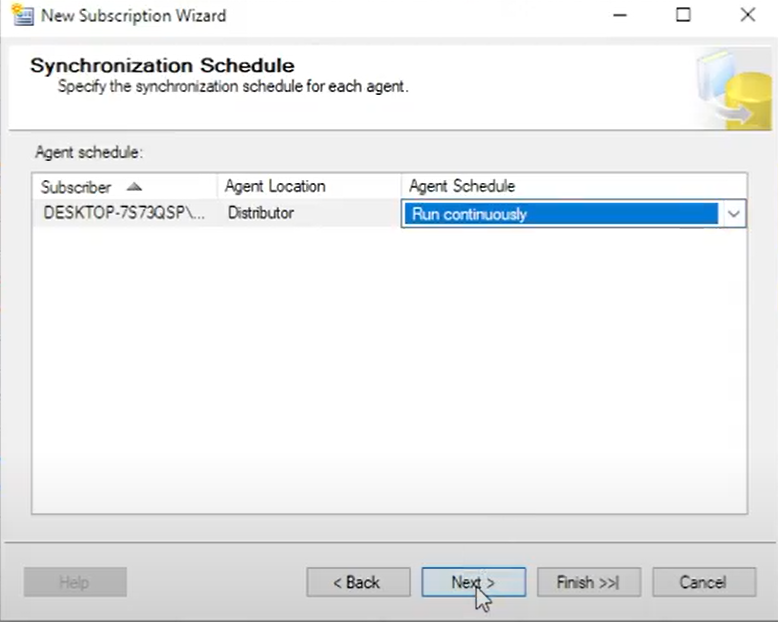 New Subscription Wizard
Synchronization Schedule
Specify the synchronization schedule for each agent.
Agent schedule:
Subscriber Agent Location Agent Schedule
DESKTOP-7S73QSP\... Distributor Run continuously
Help < Back Next > Finish >>| Cancel